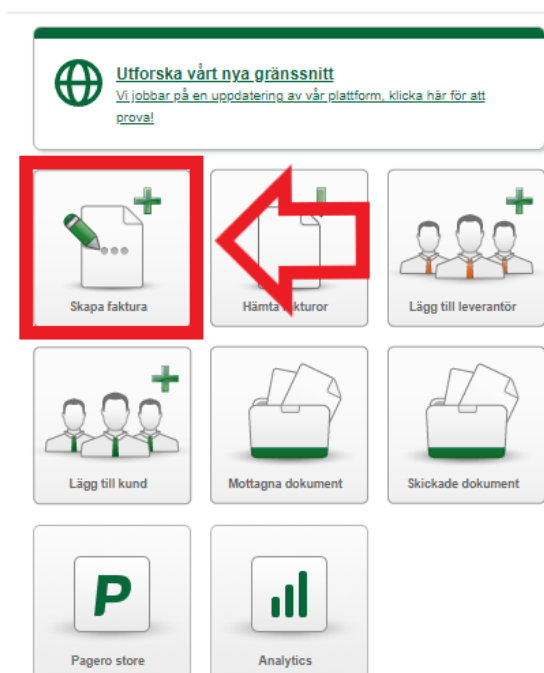 Utforska vårt nya gränssnitt
Vi jobbar på en uppdatering av vår plattform, klicka här för att
prova!
Skapa faktura
Hämta fakturor
Lägg till leverantör
Lägg till kund
Mottagna dokument
Skickade dokument
P
Pagero store
Analytics